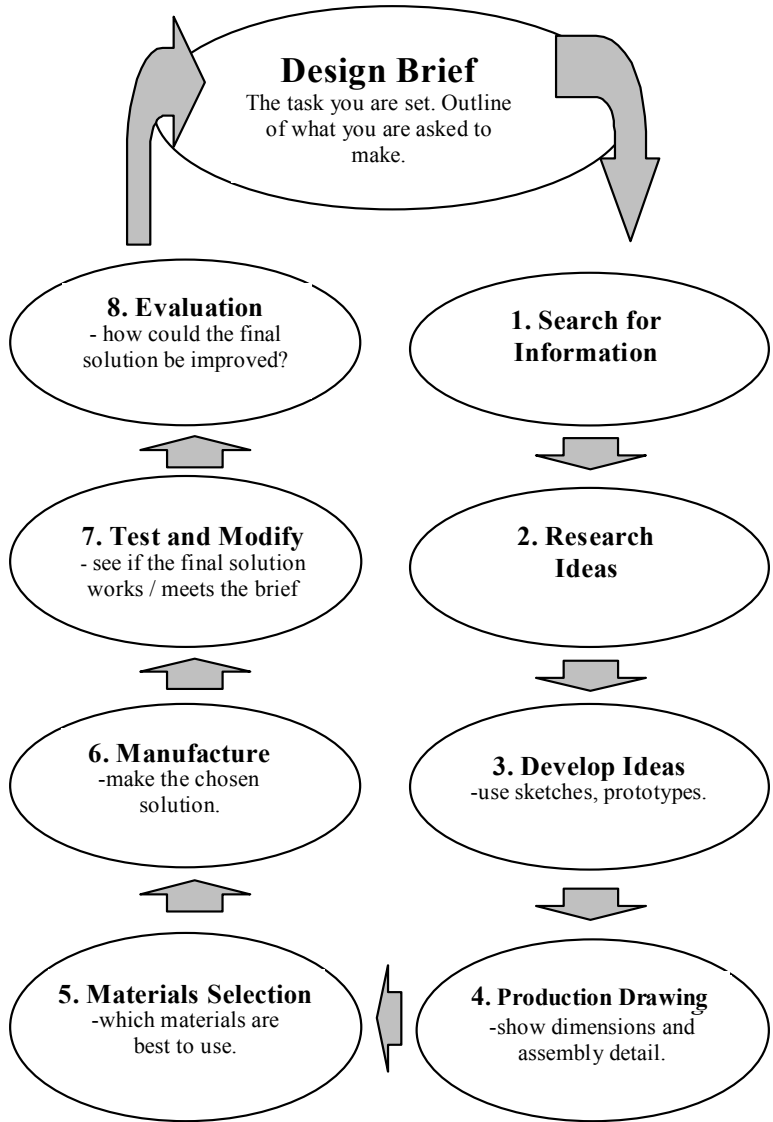 Design Brief
The task you are set. Outline
of what you are asked to
make.
1. Search for
Information
2. Research
Ideas
3. Develop Ideas
-use sketches, prototypes.
4. Production Drawing
-show dimensions and
assembly detail.
5. Materials Selection
-which materials are
best to use.
6. Manufacture
-make the chosen
solution.
7. Test and Modify
- see if the final solution
works / meets the brief
8. Evaluation
- how could the final
solution be improved?